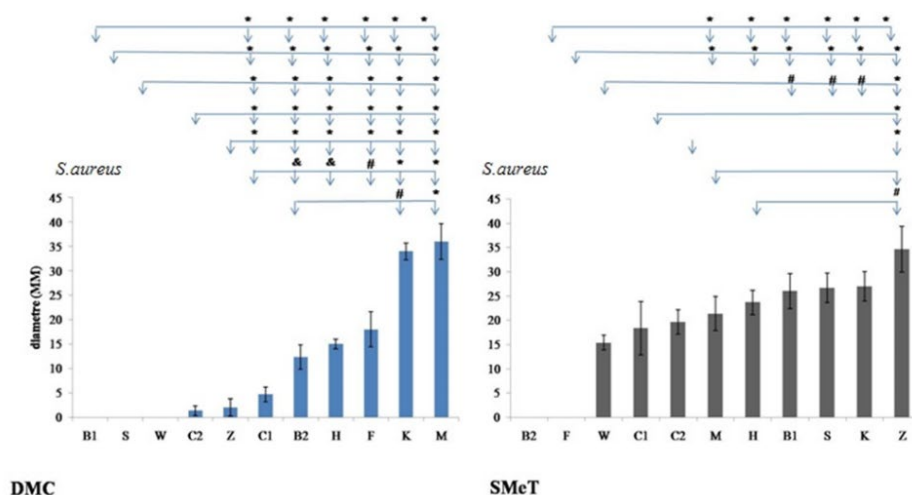 * * * * * * *
* * * * * *
* * * * * *
* * * * * *
* * * * * *
& & # * *
# *
S.aureus
diametre (MM)
45
40
35
30
25
20
15
10
5
0
B1 S W C2 Z C1 B2 H F K M
DMC
* * * * * *
* * * * * *
# # # *
*
*
#
S.aureus
45
40
35
30
25
20
15
10
5
0
B2 F W C1 C2 M H B1 S K Z
SMeT